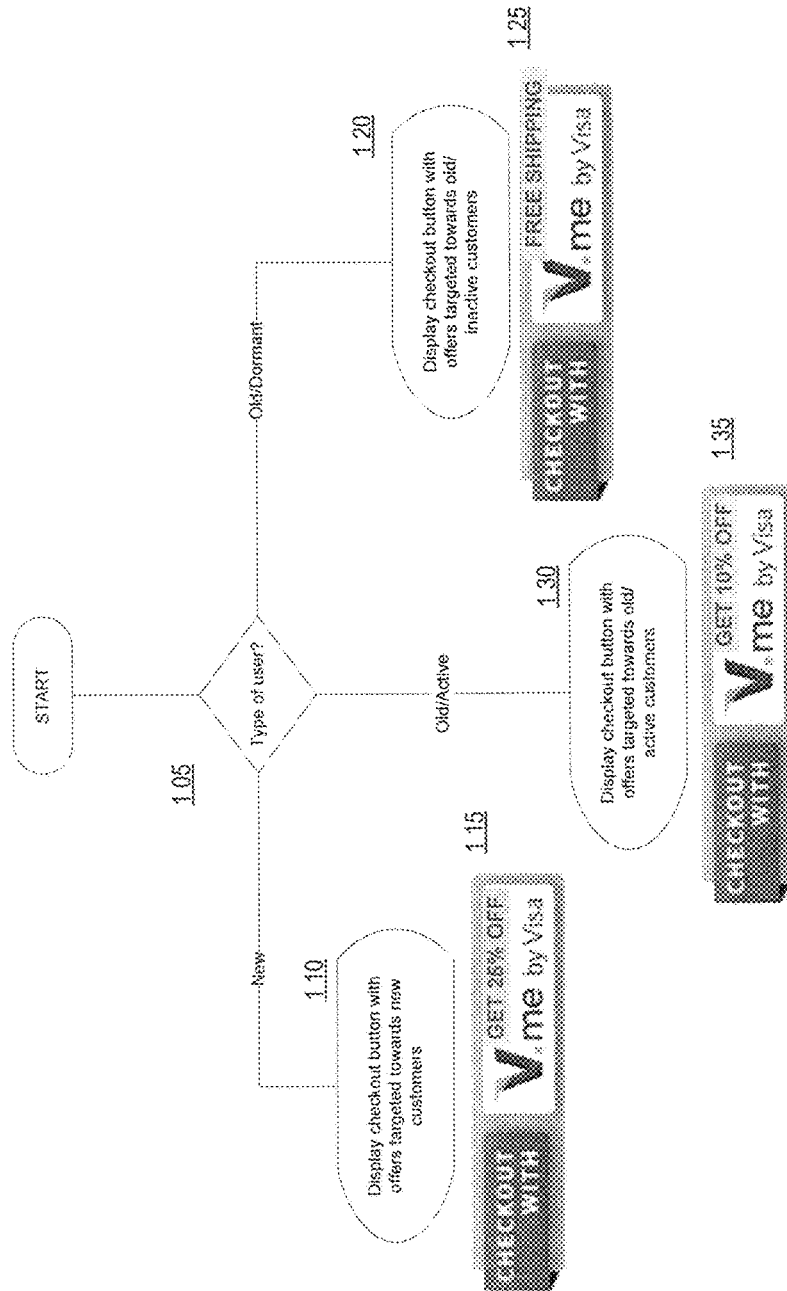 START
1.05
Type of user?
New
Old/Active
Old/Dormant
1.10
Display checkout button with
offers targeted towards new
customers
1.15
CHECKOUT
WITH
GET 25% OFF
V.me by Visa
1.30
Display checkout button with
offers targeted towards old/
active customers
1.35
CHECKOUT
WITH
GET 10% OFF
V.me by Visa
1.20
Display checkout button with
offers targeted towards old/
inactive customers
1.25
CHECKOUT
WITH
FREE SHIPPING
V.me by Visa